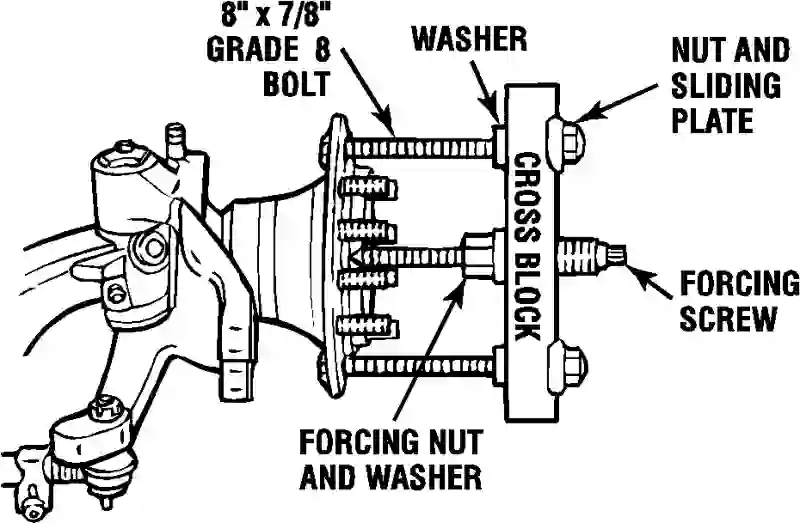 8" x 7/8"
GRADE 8
BOLT
WASHER
NUT AND
SLIDING
PLATE
CROSS BLOCK
FORCING
SCREW
FORCING NUT
AND WASHER